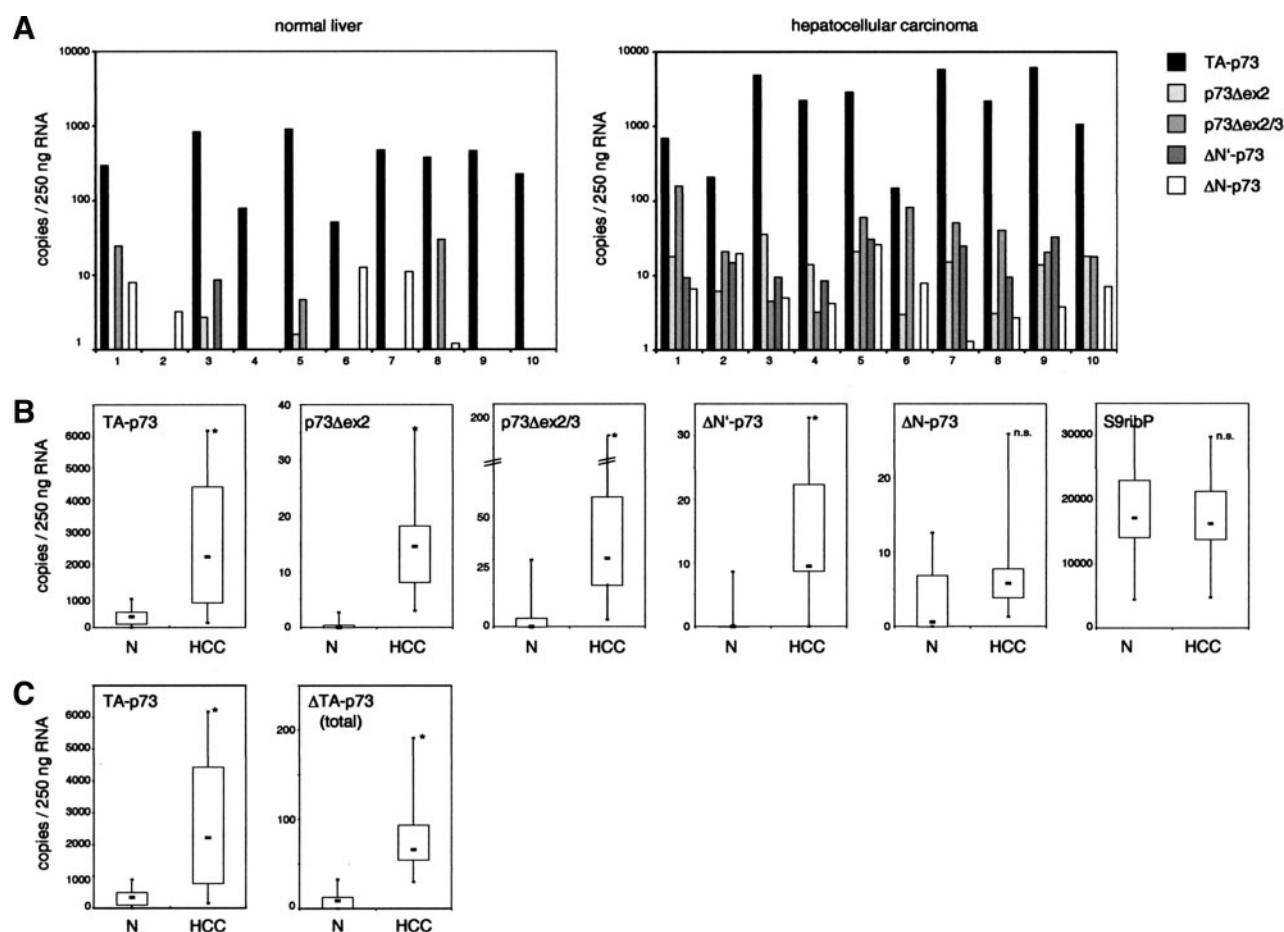 A
normal liver
hepatocellular carcinoma
copies / 250 ng RNA
10000
1000
100
10
1
1 2 3 4 5 6 7 8 9 10
copies / 250 ng RNA
10000
1000
100
10
1
1 2 3 4 5 6 7 8 9 10
TA-p73
p73Δex2
p73Δex2/3
ΔN'-p73
ΔN-p73
B
copies / 250 ng RNA
TA-p73
6000
5000
4000
3000
2000
1000
0
*
N HCC
p73Δex2
40
30
20
10
0
*
N HCC
p73Δex2/3
200
50
25
0
*
N HCC
ΔN'-p73
30
20
10
0
*
N HCC
ΔN-p73
20
10
0
n.s.
N HCC
S9ribP
30000
20000
10000
0
n.s.
N HCC
C
copies / 250 ng RNA
TA-p73
6000
5000
4000
3000
2000
1000
0
*
N HCC
ΔTA-p73
(total)
200
100
0
*
N HCC